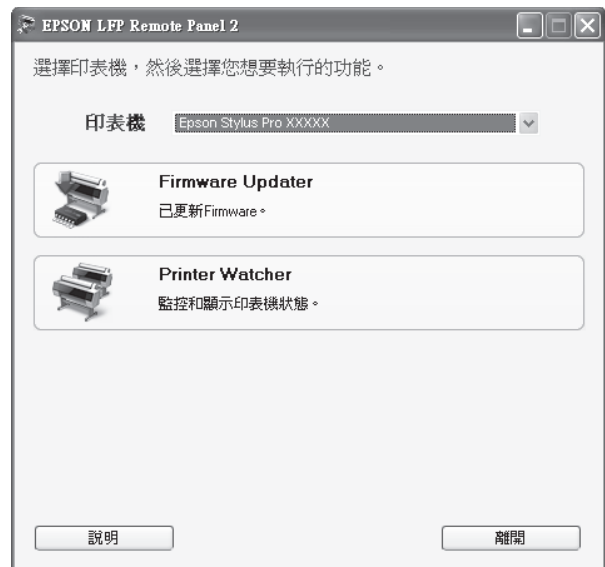 EPSON LFP Remote Panel 2
選擇印表機，然後選擇您想要執行的功能。
印表機 Epson Stylus Pro XXXXX
Firmware Updater
已更新Firmware。
Printer Watcher
監控和顯示印表機狀態。
說明 離開